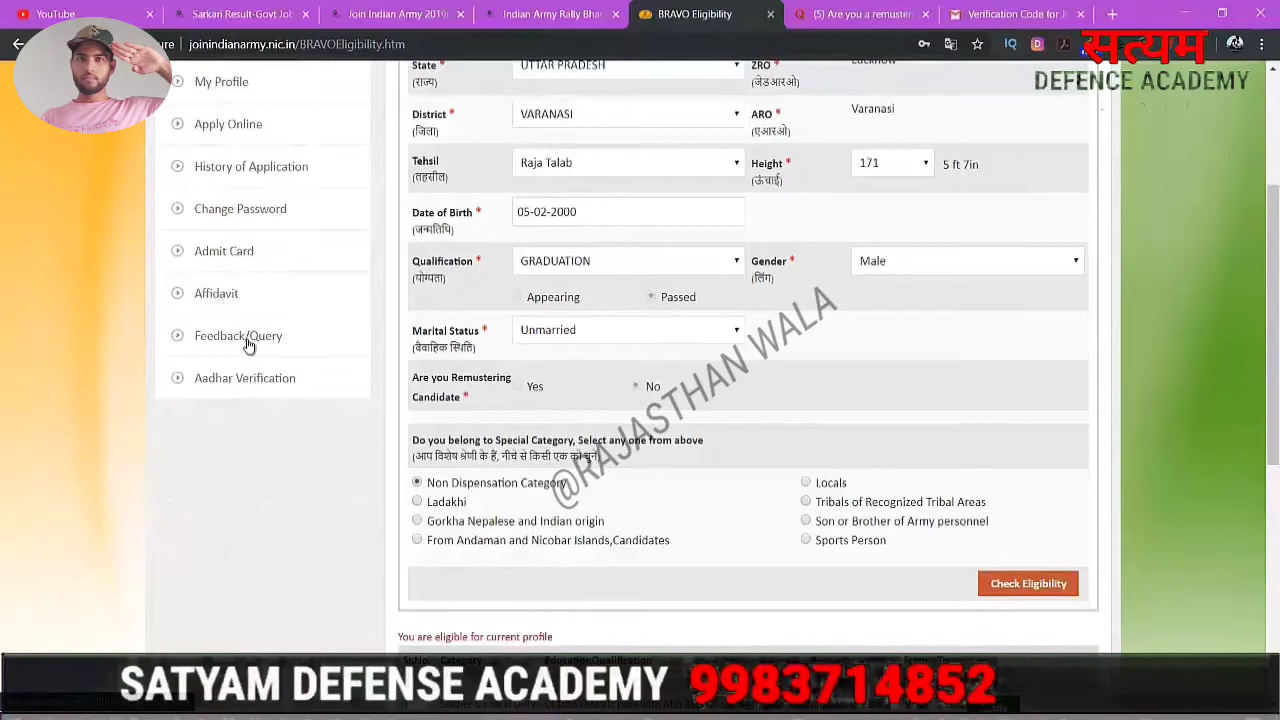 YouTube
Sarkari Result-Govt Jo
Join Indian Army 2019
Indian Army Rally Bha
BRAVO Eligibility
(5) Are you a remuster
Verification Code for J
joinindianarmy.nic.in/BRAVOEligibility.htm
सत्यम
DEFENCE ACADEMY
My Profile
Apply Online
History of Application
Change Password
Admit Card
Affidavit
Feedback/Query
Aadhar Verification
State *
(राज्य)
UTTAR PRADESH
ZRO *
(जेडआरओ)
Lucknow
District *
(जिला)
VARANASI
ARO *
(एआरओ)
Varanasi
Tehsil
(तहसील)
Raja Talab
Height *
(ऊंचाई)
171
5 ft 7in
Date of Birth *
(जन्मतिथि)
05-02-2000
Qualification *
(योग्यता)
GRADUATION
Gender *
(लिंग)
Male
Appearing
Passed
Marital Status *
(वैवाहिक स्थिति)
Unmarried
Are you Remustering
Candidate *
Yes
No
Do you belong to Special Category, Select any one from above
(आप विशेष श्रेणी के हैं, नीचे से किसी एक को चुनें)
Non Dispensation Category
Locals
Ladakhi
Tribals of Recognized Tribal Areas
Gorkha Nepalese and Indian origin
Son or Brother of Army personnel
From Andaman and Nicobar Islands,Candidates
Sports Person
@RAJASTHAN WALA
Check Eligibility
You are eligible for current profile
Sr.No. Category EducationQualification
SATYAM DEFENSE ACADEMY 9983714852